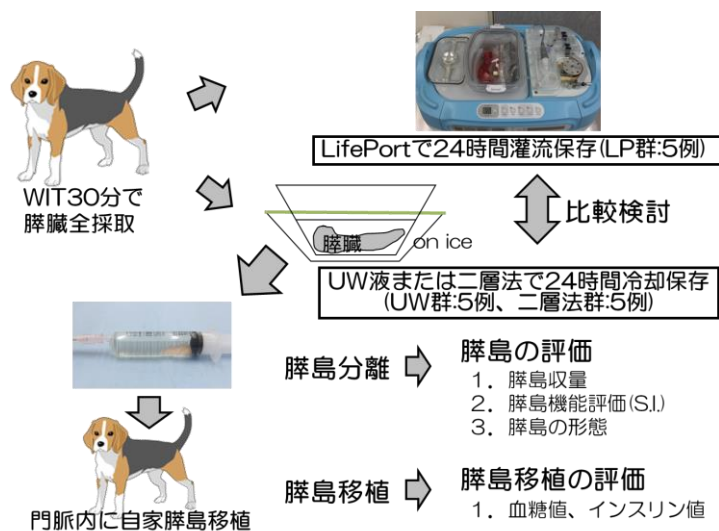 LifePortで24時間灌流保存(LP群:5例)
WIT30分で
膵臓全採取
比較検討
膵臓
on ice
UW液または二層法で24時間冷却保存
(UW群:5例、二層法群:5例)
膵島分離
膵島の評価
1. 膵島収量
2. 膵島機能評価(S.I.)
3. 膵島の形態
膵島移植
膵島移植の評価
1. 血糖値、インスリン値
門脈内に自家膵島移植